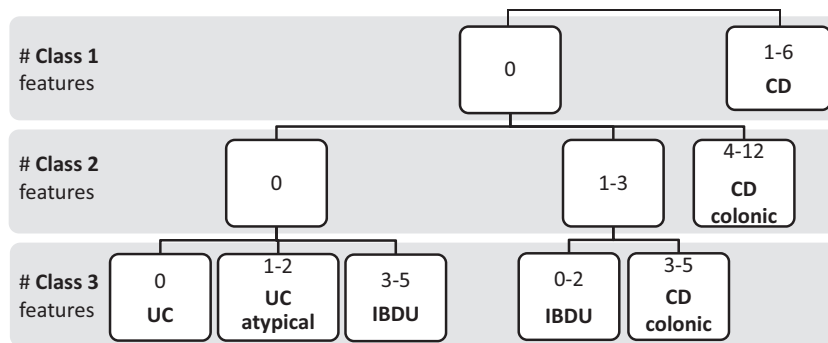 # Class 1
features
0
1-6
CD
# Class 2
features
0
1-3
4-12
CD
colonic
# Class 3
features
0
UC
1-2
UC
atypical
3-5
IBDU
0-2
IBDU
3-5
CD
colonic